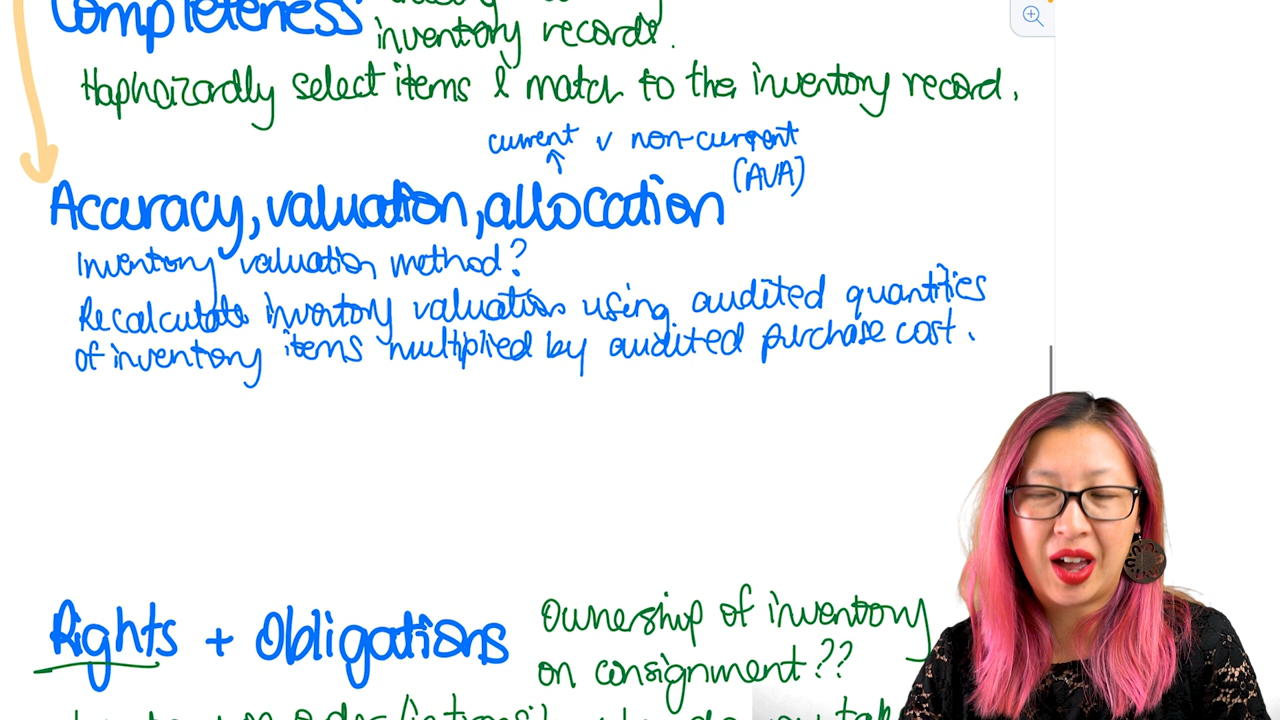 Completeness
inventory records.
Haphazardly select items & match to the inventory record.
current v non-current
(AVA)
Accuracy, valuation, allocation
Inventory valuation method?
Recalculate inventory valuation using audited quantities
of inventory items multiplied by audited purchase cost.
Rights + Obligations
Ownership of inventory
on consignment??